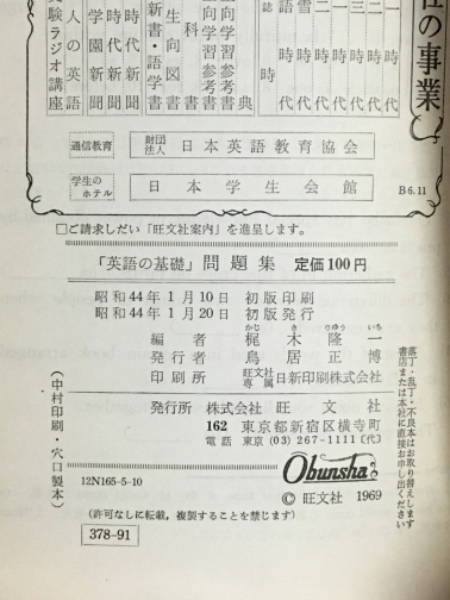 社の事業
一時代
二時代
一時代
二時代
雪時代
語時代
誌 時
典
向学習参考書
向学習参考書
科書
生向図書
新書・語学書
時代新聞
時代新聞
学園新聞
人の英語
験ラジオ講座
通信教育 財団法人 日本英語教育協会
学生のホテル 日本学生会館
B6.11
□ご請求しだい「旺文社案内」を進呈します。
「英語の基礎」問題集 定価100円
昭和44年1月10日 初版印刷
昭和44年1月20日 初版発行
かじ き りゆう いち
編者 梶木隆一
発行者 鳥居正博
印刷所 旺文社専属 日新印刷株式会社
発行所 株式会社 旺文社
162 東京都新宿区横寺町
電話 東京 (03) 267-1111〔代〕
Obunsha
© 旺文社 1969
12N165-5-10
(許可なしに転載，複製することを禁じます)
378-91
(中村印刷・穴口製本)
落丁・乱丁・不良本はお取り替えします
書店または本社に直接お申し出ください